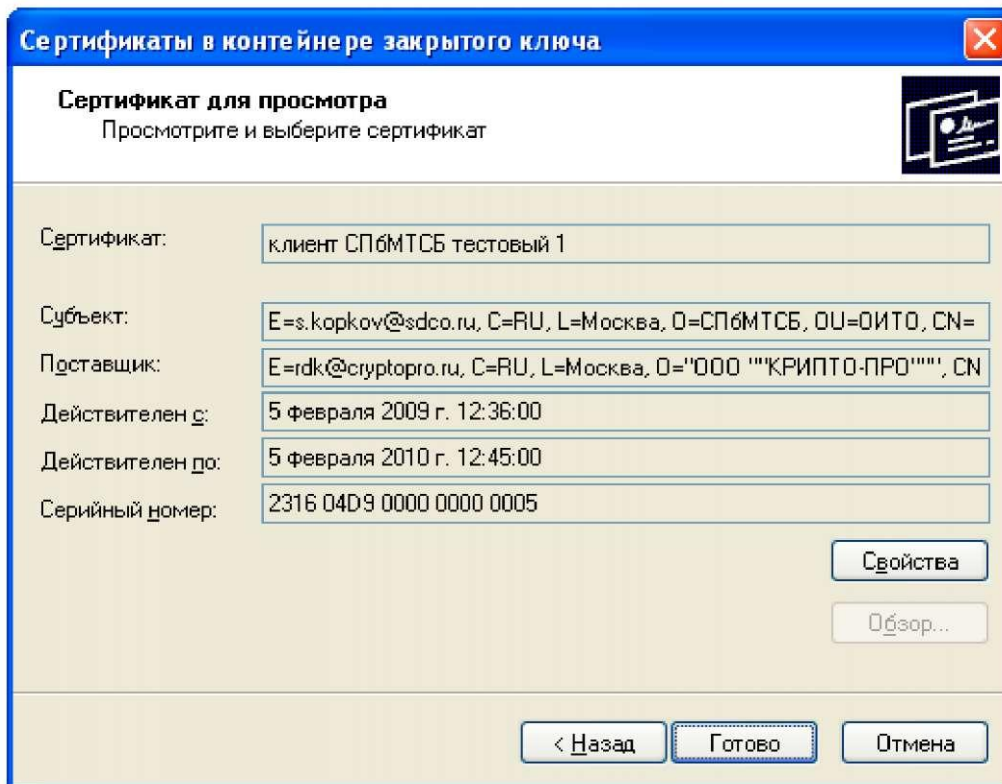 Сертификаты в контейнере закрытого ключа
Сертификат для просмотра
Просмотрите и выберите сертификат
Сертификат: клиент СПбМТСБ тестовый 1
Субъект: E=s.kopkov@sdco.ru, C=RU, L=Москва, O=СПбМТСБ, OU=ОИТО, CN=
Поставщик: E=rdk@cryptopro.ru, C=RU, L=Москва, O="ООО ""КРИПТО-ПРО""", CN
Действителен с: 5 февраля 2009 г. 12:36:00
Действителен по: 5 февраля 2010 г. 12:45:00
Серийный номер: 2316 04D9 0000 0000 0005
Свойства
Обзор...
< Назад Готово Отмена